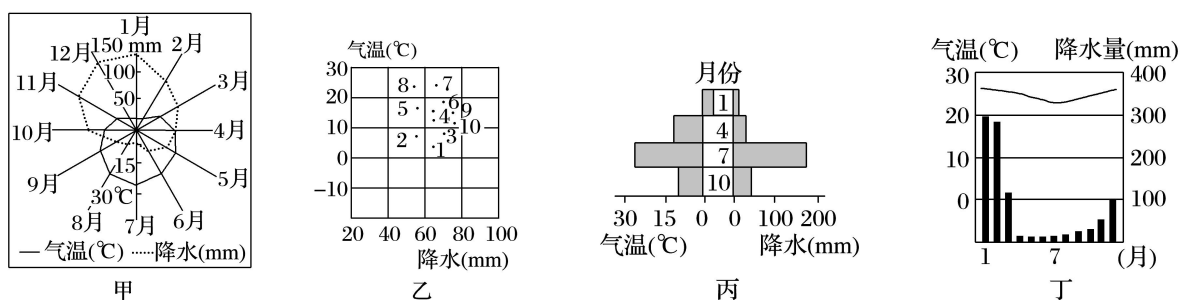 1月
150 mm
12月
2月
11月
100
3月
50
10月
4月
15
9月
5月
30℃
8月
7月
6月
— 气温(℃) ┈┈降水(mm)
甲
气温(℃)
30
20
10
0
−10
8
7
5
6
4
9
10
2
3
1
20 40 60 80 100
降水(mm)
乙
月份
1
4
7
10
30 15 0 0 100 200
气温(℃) 降水(mm)
丙
气温(℃) 降水量(mm)
30 400
20 300
10 200
0 100
1 7 (月)
丁